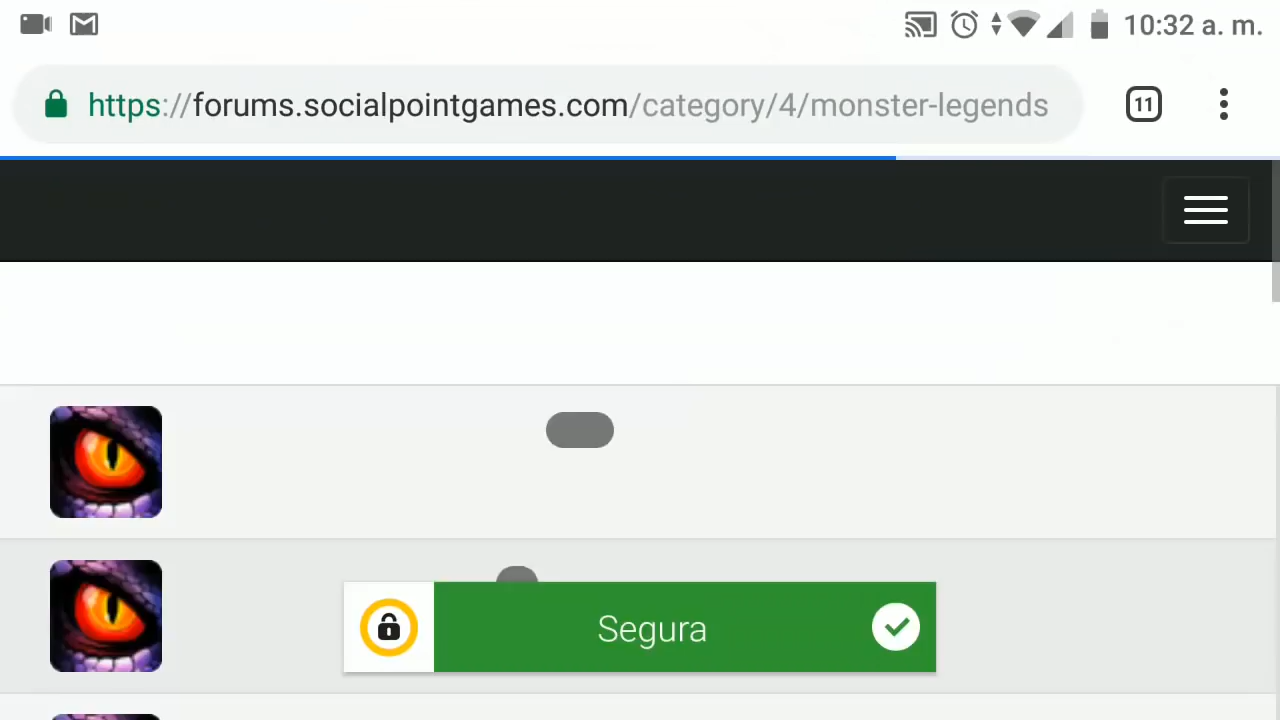 10:32 a. m.
https://forums.socialpointgames.com/category/4/monster-legends
11
Segura